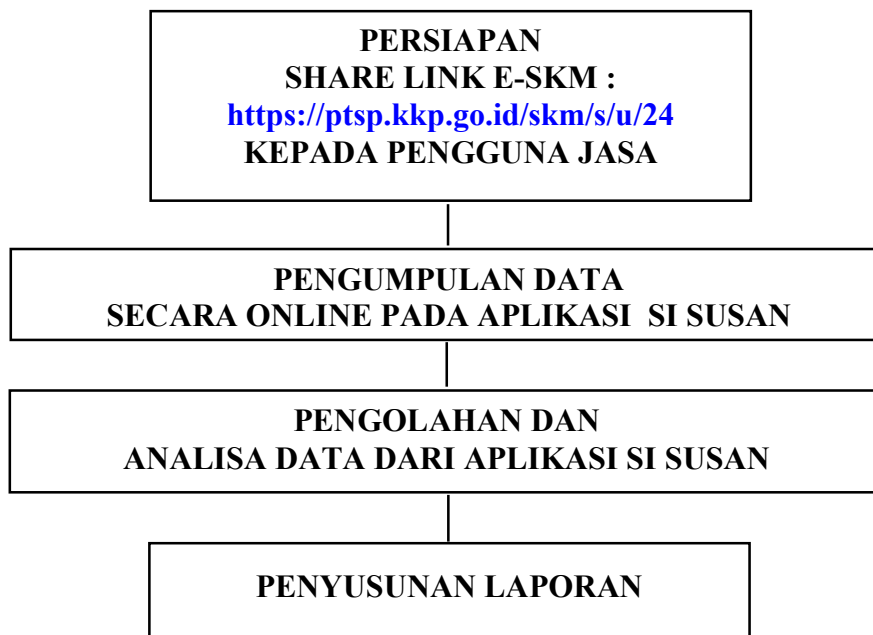 PERSIAPAN
SHARE LINK E-SKM :
https://ptsp.kkp.go.id/skm/s/u/24
KEPADA PENGGUNA JASA
PENGUMPULAN DATA
SECARA ONLINE PADA APLIKASI SI SUSAN
PENGOLAHAN DAN
ANALISA DATA DARI APLIKASI SI SUSAN
PENYUSUNAN LAPORAN